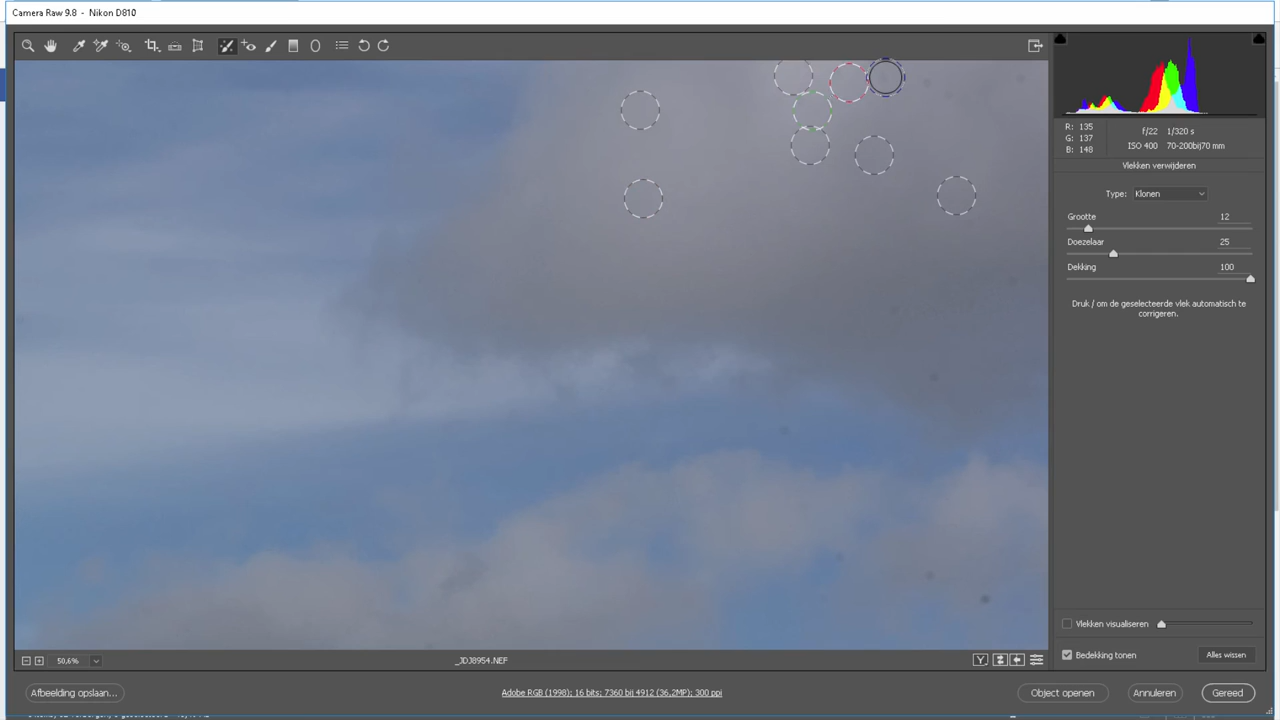 Camera Raw 9.8 - Nikon D810
R: 135
G: 137
B: 148
f/22 1/320 s
ISO 400 70-200bij70 mm
Vlekken verwijderen
Type: Klonen
Grootte 12
Doezelaar 25
Dekking 100
Druk / om de geselecteerde vlek automatisch te
corrigeren.
Vlekken visualiseren
Bedekking tonen
Alles wissen
50,6%
_JDJ8954.NEF
Y
Afbeelding opslaan...
Adobe RGB (1998); 16 bits; 7360 bij 4912 (36,2MP); 300 ppi
Object openen
Annuleren
Gereed